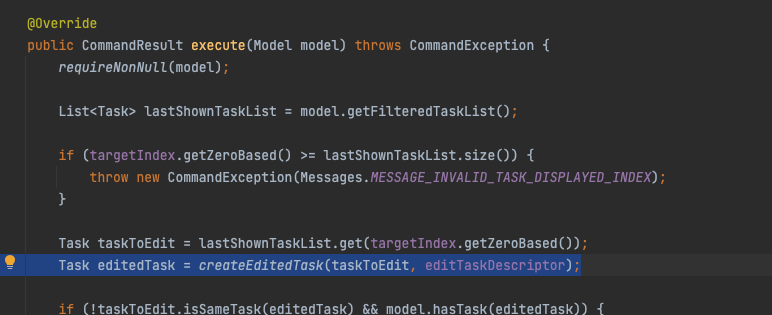 @Override
public CommandResult execute(Model model) throws CommandException {
requireNonNull(model);
List<Task> lastShownTaskList = model.getFilteredTaskList();
if (targetIndex.getZeroBased() >= lastShownTaskList.size()) {
throw new CommandException(Messages.MESSAGE_INVALID_TASK_DISPLAYED_INDEX);
}
Task taskToEdit = lastShownTaskList.get(targetIndex.getZeroBased());
Task editedTask = createEditedTask(taskToEdit, editTaskDescriptor);
if (!taskToEdit.isSameTask(editedTask) && model.hasTask(editedTask)) {